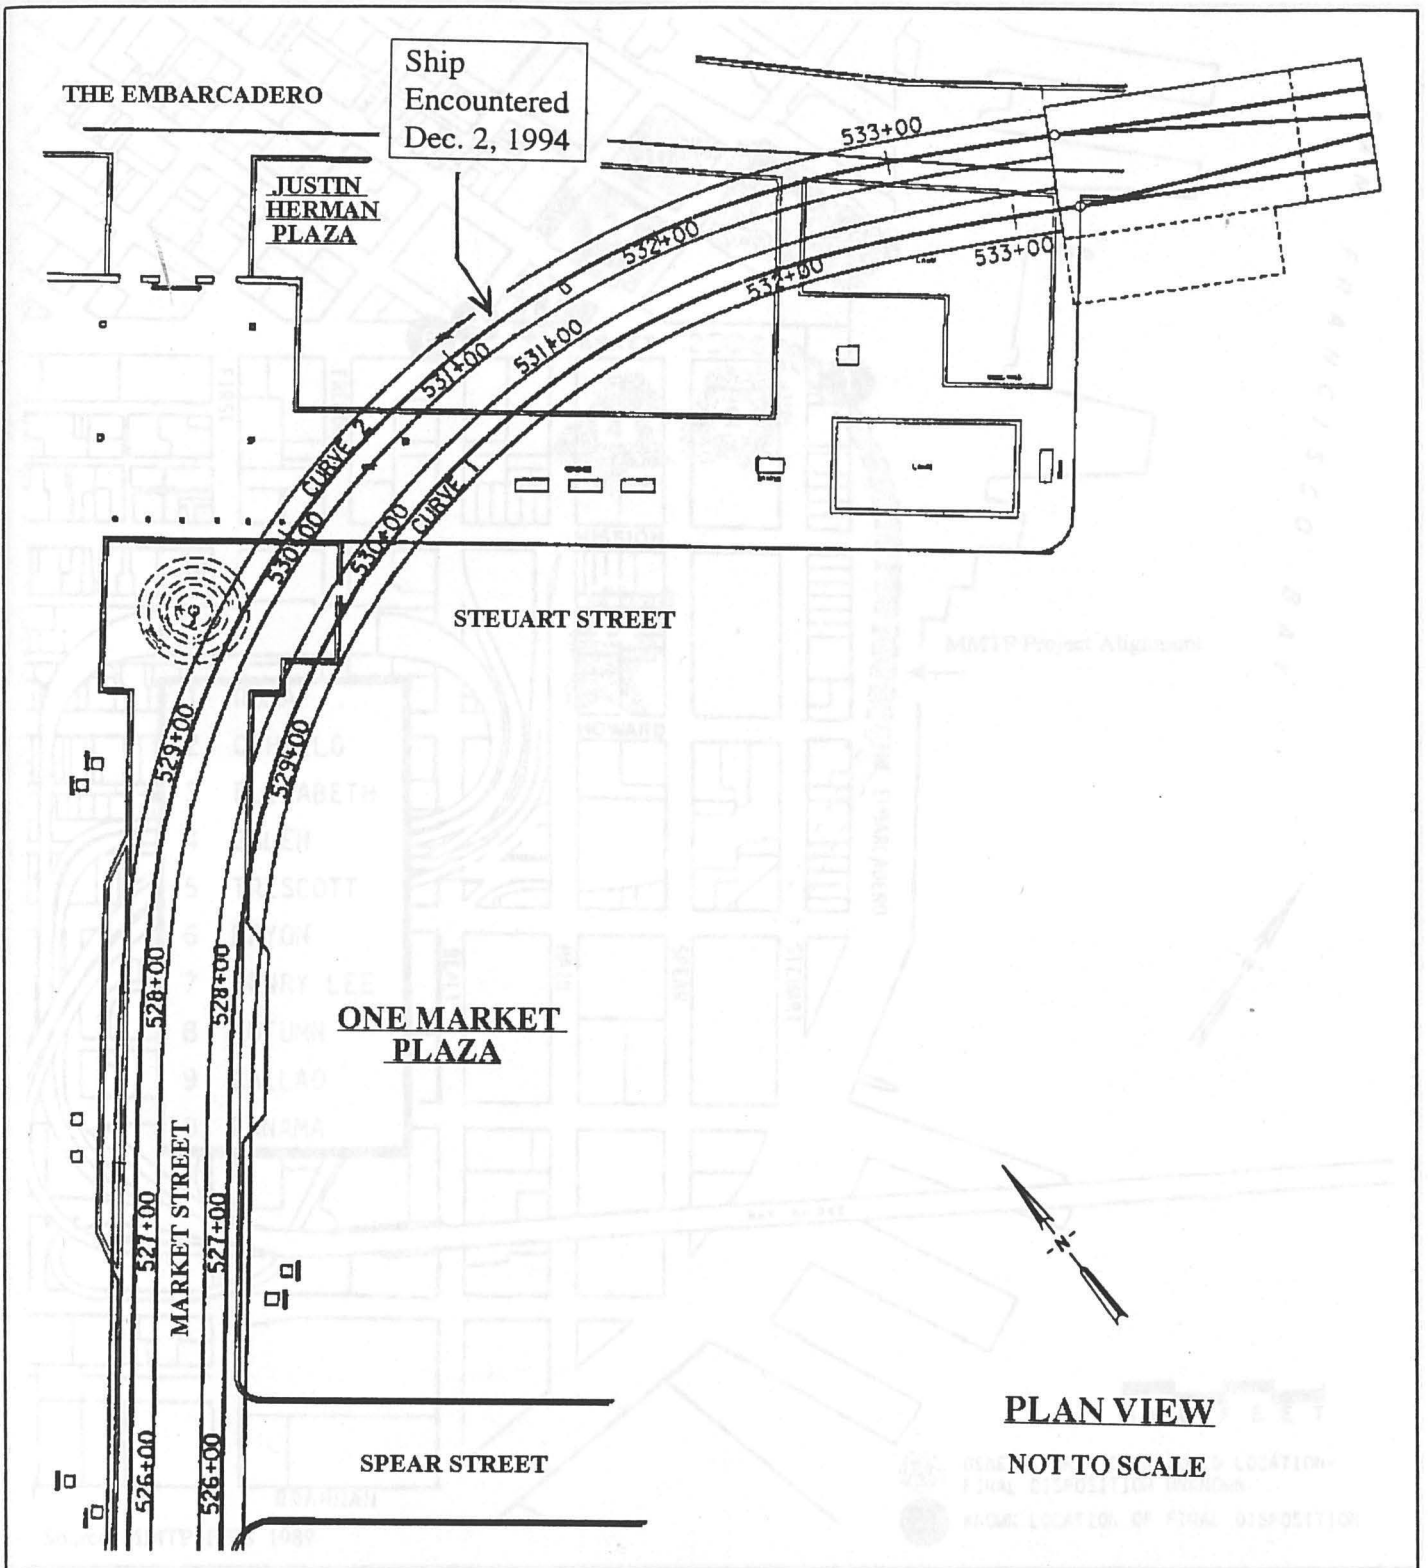 Ship
Encountered
Dec. 2, 1994
THE EMBARCADERO
JUSTIN
HERMAN
PLAZA
533+00
532+00
533+00
532+00
531+00
531+00
CURVE 2
CURVE 1
530+00
530+00
STEUART STREET
MMTF Project Alignment
529+00
529+00
528+00
528+00
ONE MARKET
PLAZA
MARKET STREET
527+00
527+00
N
PLAN VIEW
NOT TO SCALE
SPEAR STREET
526+00
526+00